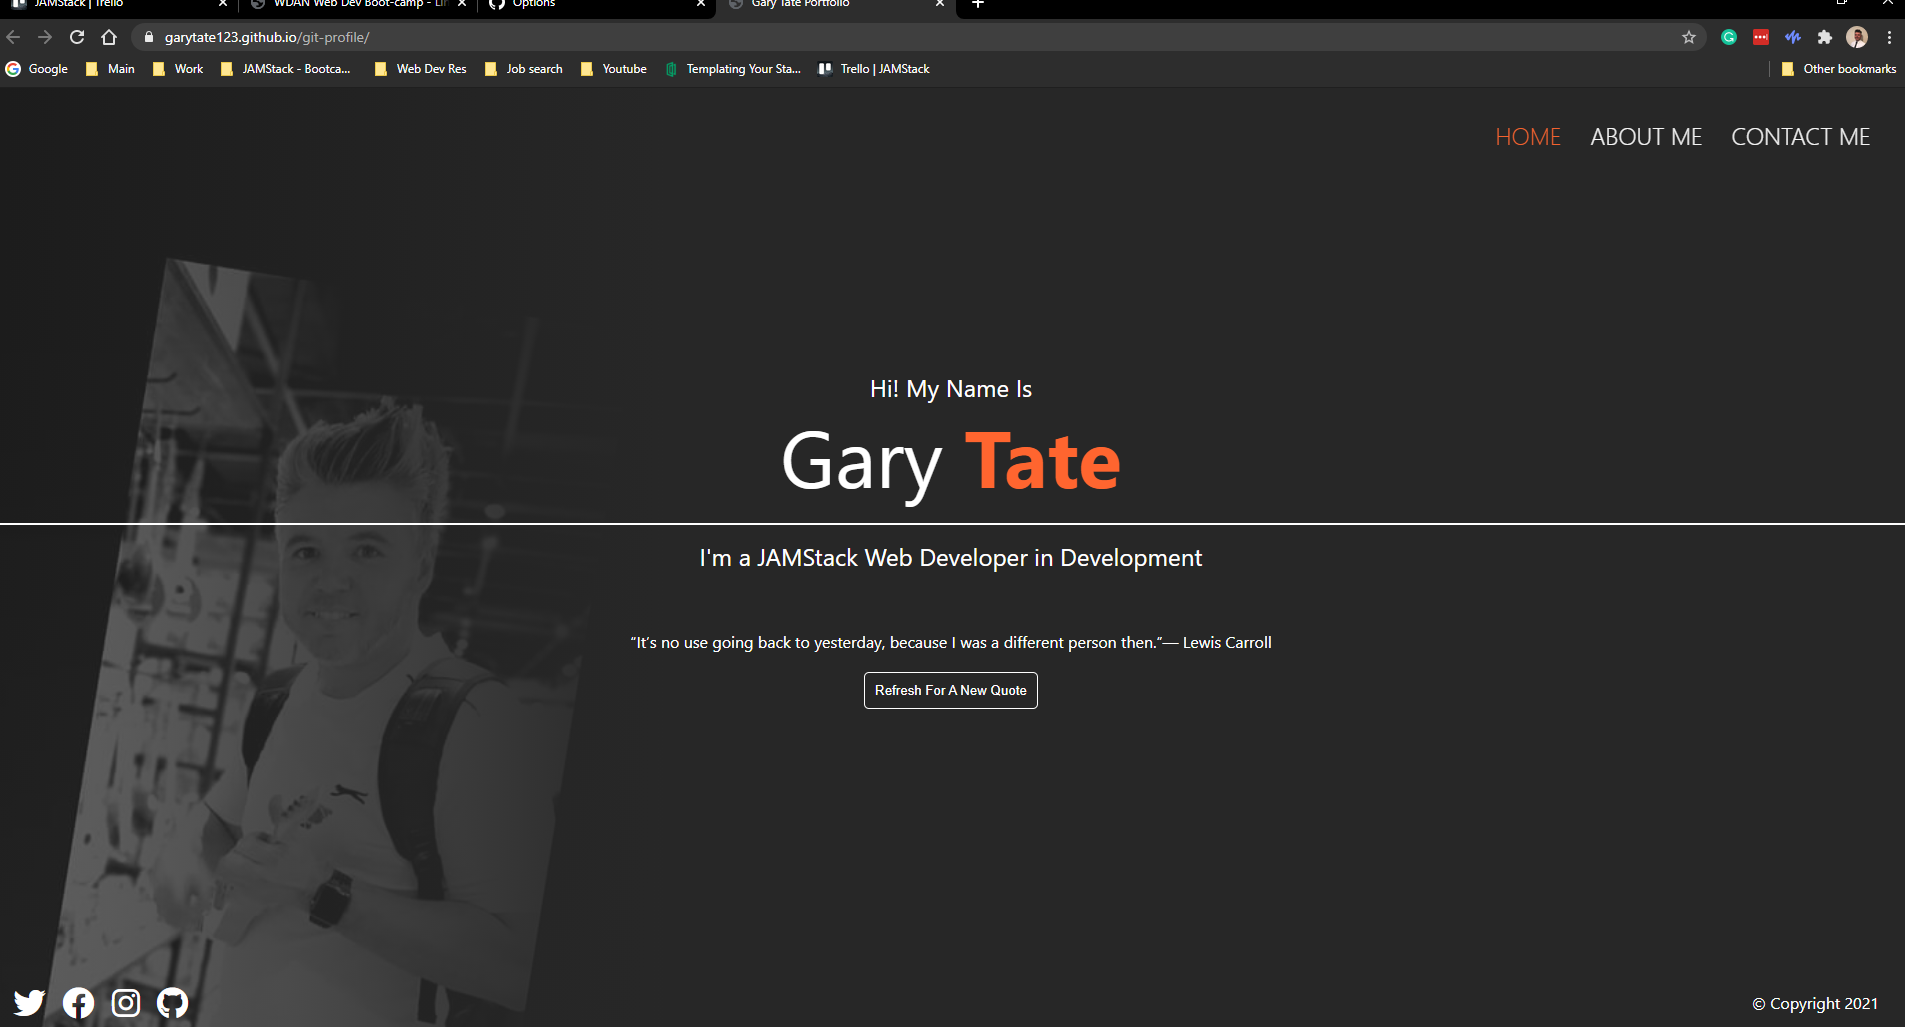 JAMStack | Trello
WDAN Web Dev Boot-camp - Lin
Options
Gary Tate Portfolio
garytate123.github.io/git-profile/
Google Main Work JAMStack - Bootca... Web Dev Res Job search Youtube Templating Your Sta... Trello | JAMStack Other bookmarks
HOME ABOUT ME CONTACT ME
Hi! My Name Is
Gary Tate
I'm a JAMStack Web Developer in Development
“It’s no use going back to yesterday, because I was a different person then.”— Lewis Carroll
Refresh For A New Quote
© Copyright 2021